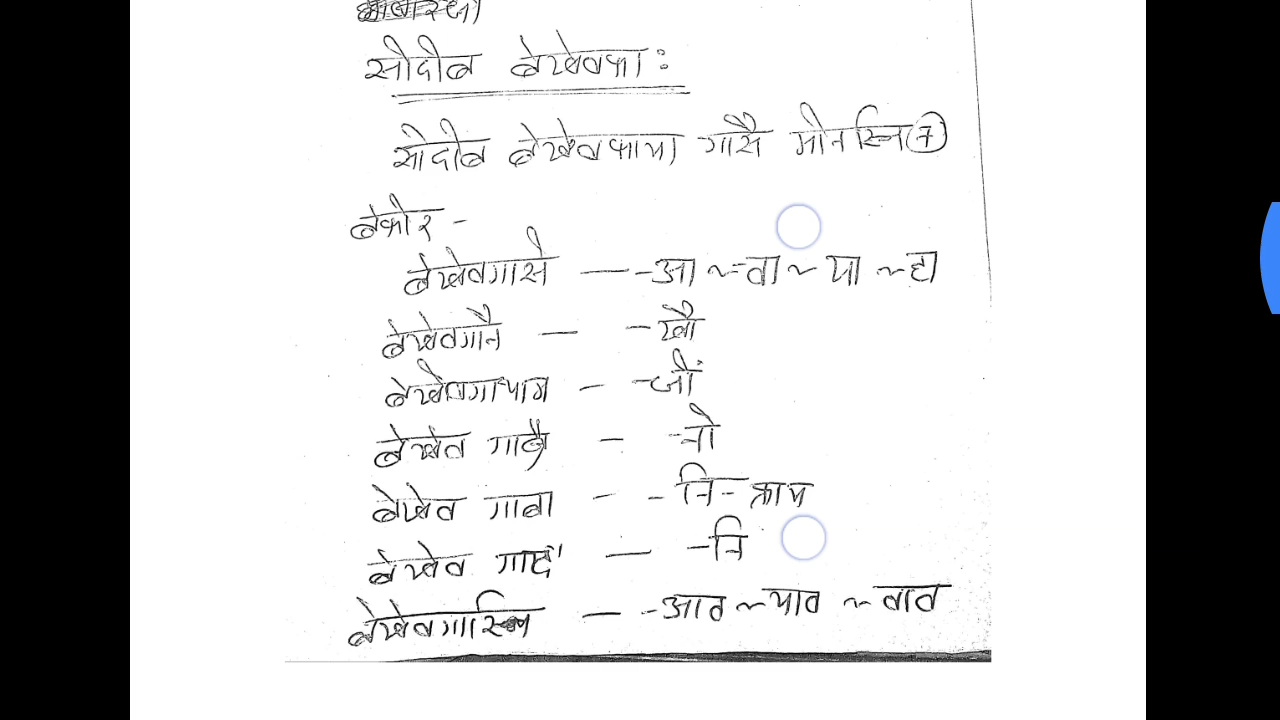 सोदोब बेखेवफा :
सोदोब बेखेवफाया गासै मोनस्नि (7)
बेफोर -
बेखेवगासे — -आ ~ -वा ~ या ~ हा
बेखेवगानै — -खौ
बेखेवगाथाम - -जों
बेखेव गाब्रै - -नो
बेखेव गाबा - - नि- फ्राय
बेखेव गाद' — -नि
बेखेवगास्नि — -आव ~ याव ~ वाव